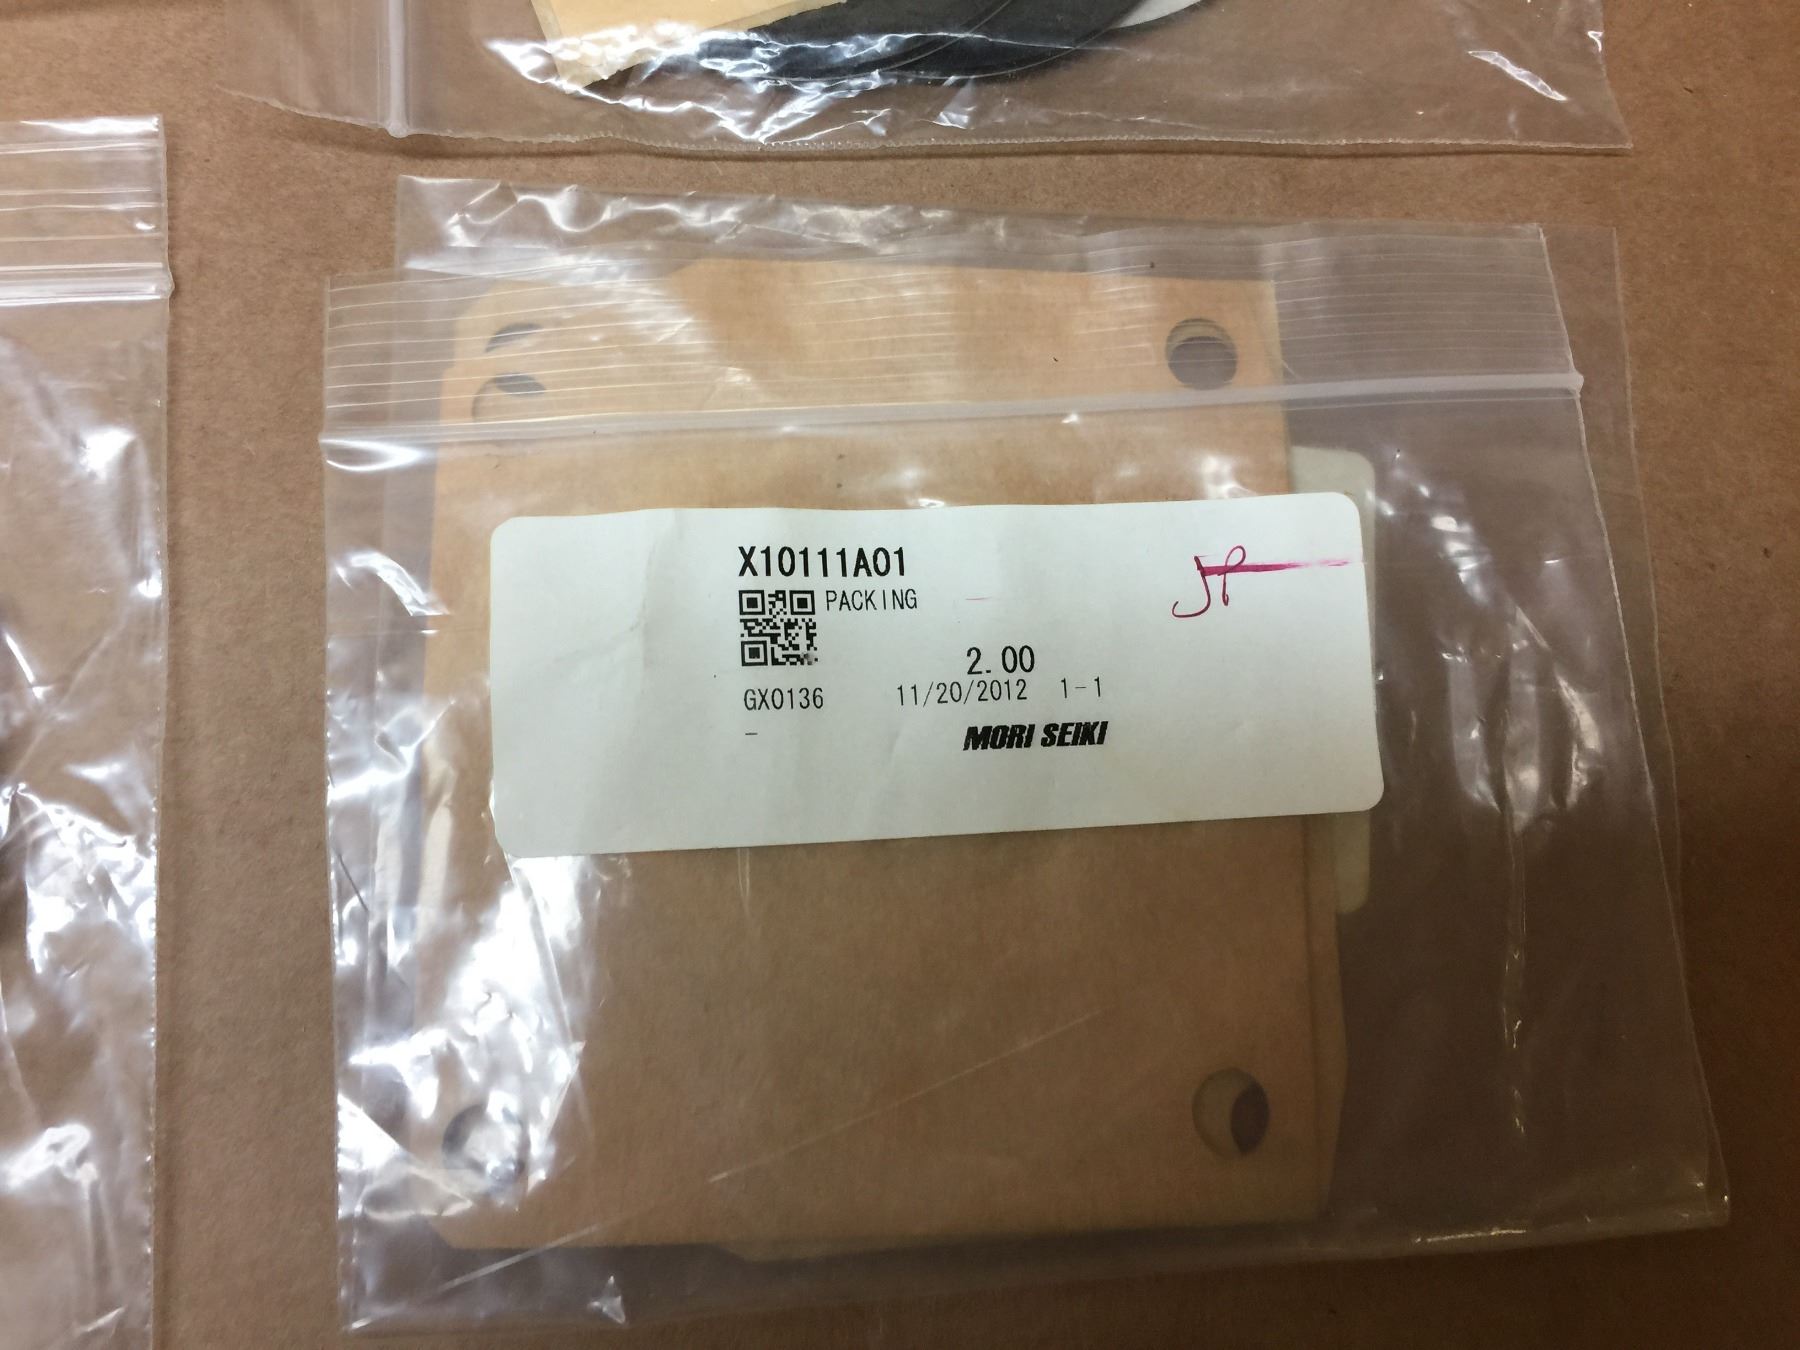 X10111A01
PACKING
2.00
GX0136 11/20/2012 1-1
-
MORI SEIKI